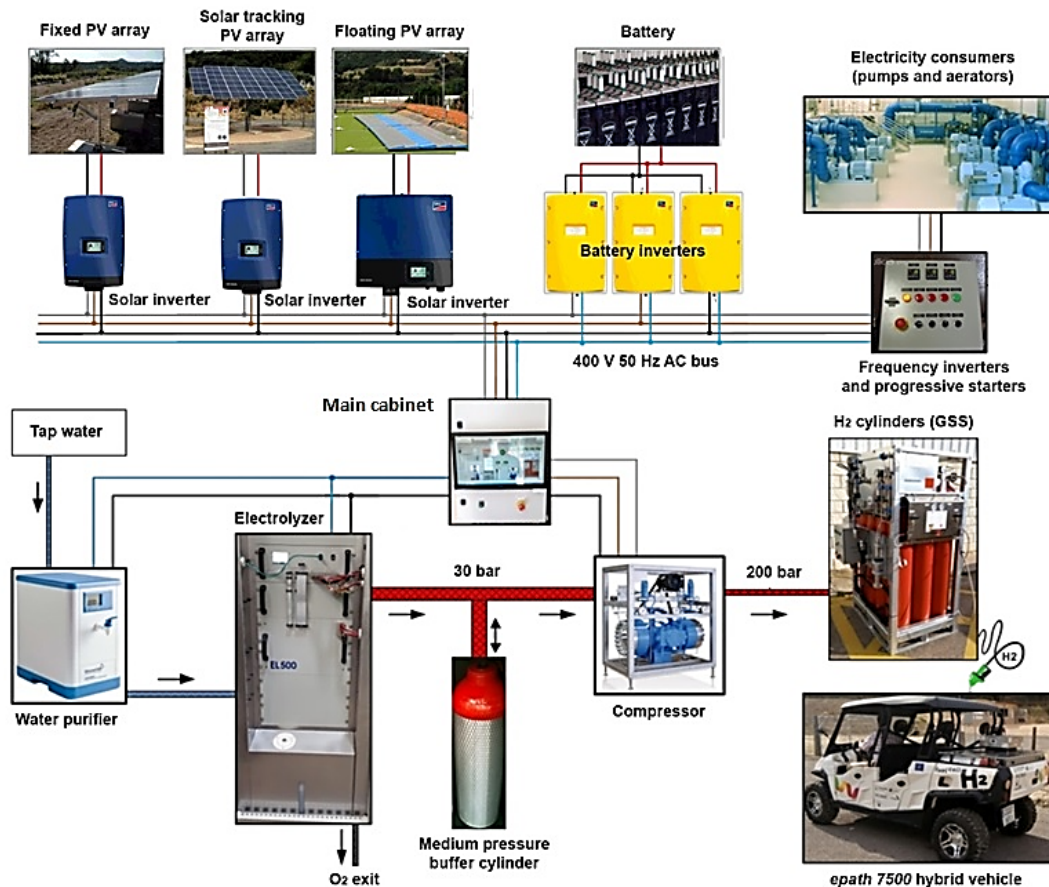 Fixed PV array
Solar tracking
PV array
Floating PV array
Battery
Electricity consumers
(pumps and aerators)
Battery inverters
Solar inverter
Solar inverter
Solar inverter
400 V 50 Hz AC bus
Frequency inverters
and progressive starters
Main cabinet
H2 cylinders (GSS)
Tap water
Electrolyzer
30 bar
200 bar
EL500
H2
Water purifier
Compressor
H2
Medium pressure
buffer cylinder
O2 exit
epath 7500 hybrid vehicle